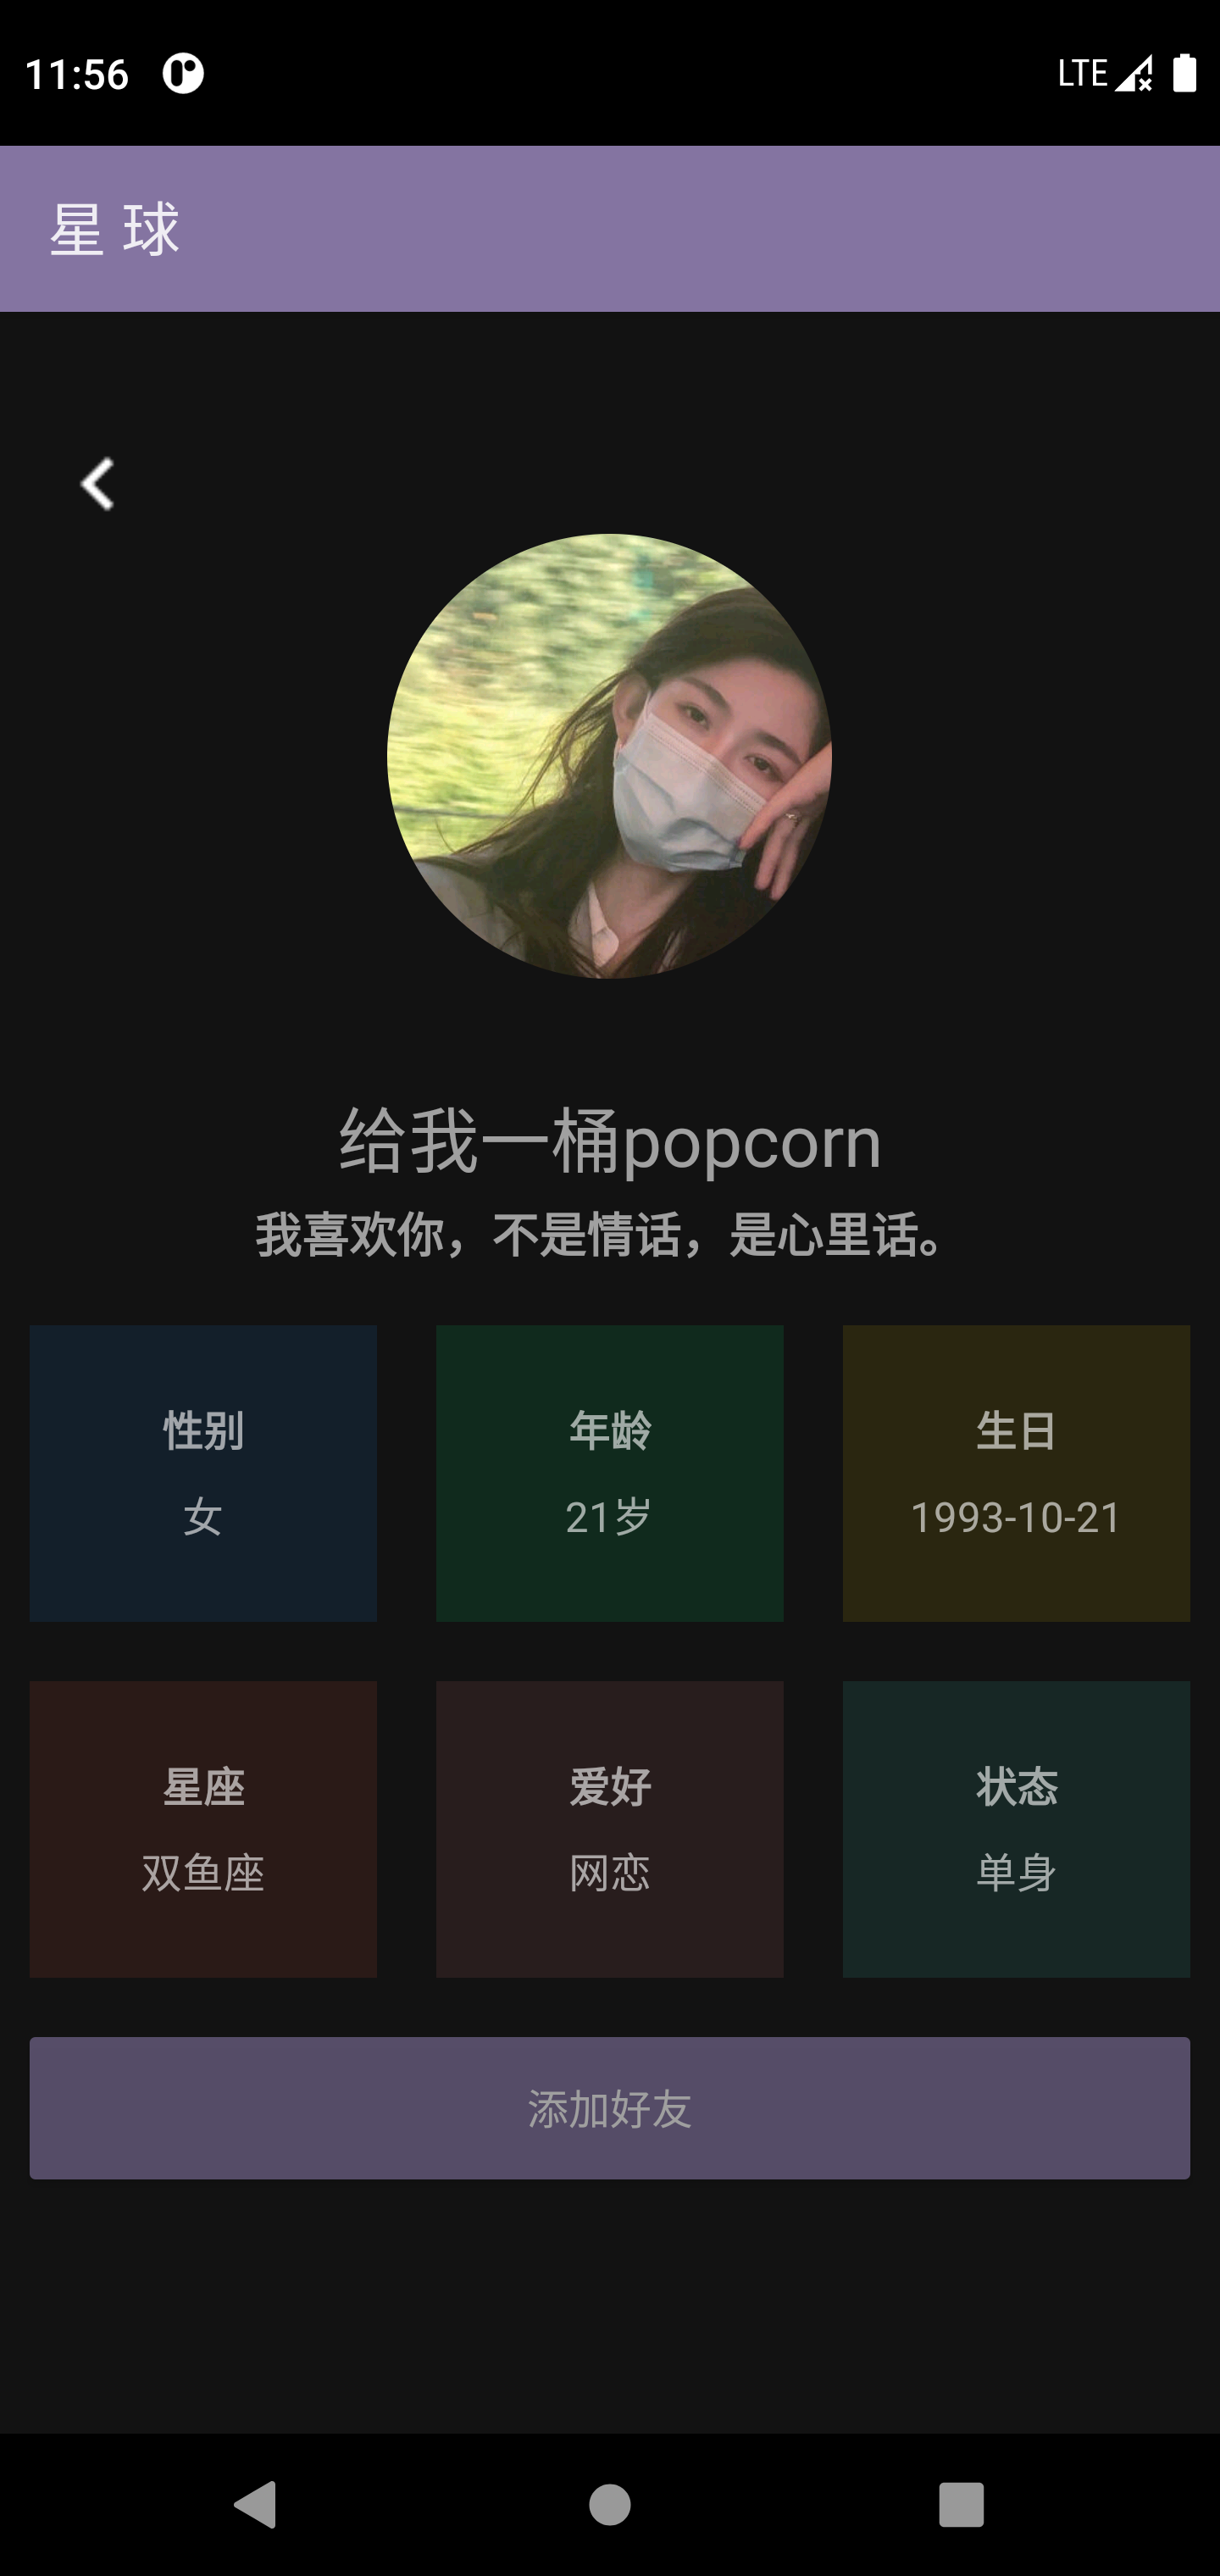 11:56
LTE
星 球
给我一桶popcorn
我喜欢你，不是情话，是心里话。
性别
女
年龄
21岁
生日
1993-10-21
星座
双鱼座
爱好
网恋
状态
单身
添加好友